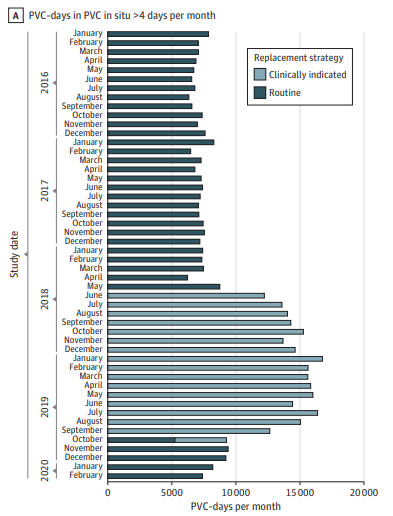 A PVC-days in PVC in situ >4 days per month
Replacement strategy
Clinically indicated
Routine
Study date
2016
January
February
March
April
May
June
July
August
September
October
November
December
2017
January
February
March
April
May
June
July
August
September
October
November
December
2018
January
February
March
April
May
June
July
August
September
October
November
December
2019
January
February
March
April
May
June
July
August
September
October
November
December
2020
January
February
0 5000 10000 15000 20000
PVC-days per month